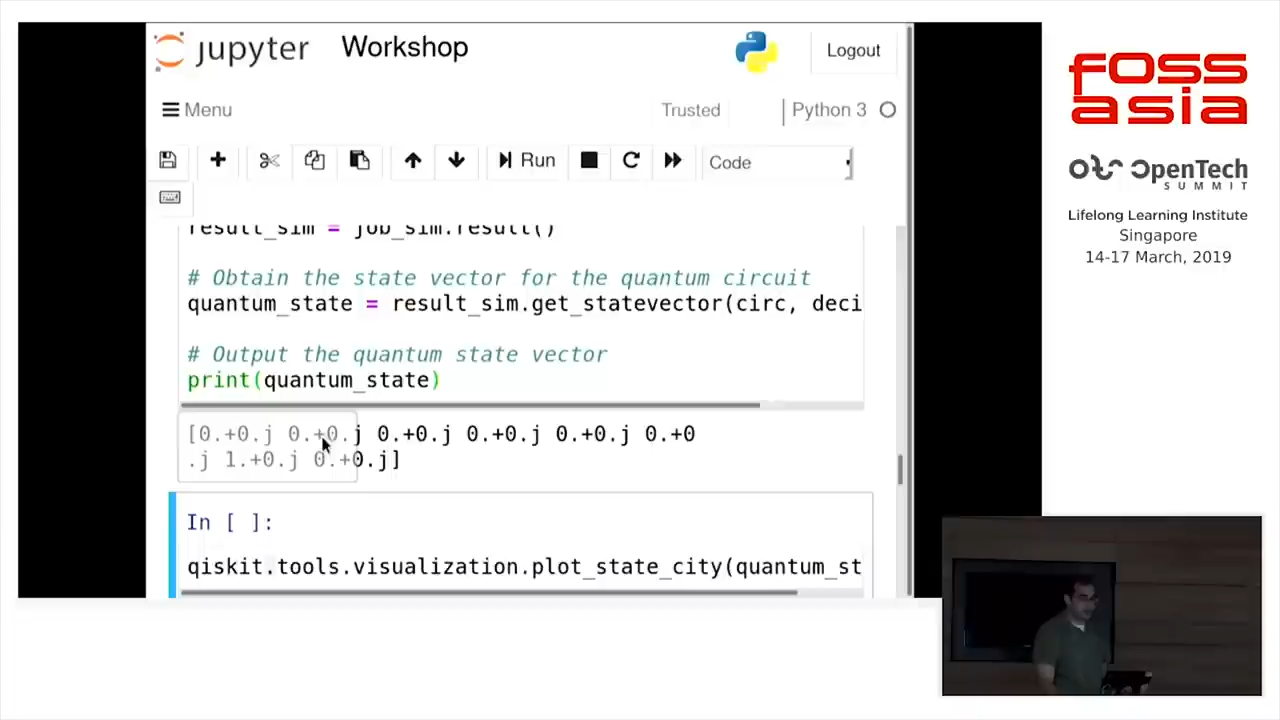 jupyter Workshop Logout
Menu Trusted Python 3
Run Code
result_sim = job_sim.result()
# Obtain the state vector for the quantum circuit
quantum_state = result_sim.get_statevector(circ, deci
# Output the quantum state vector
print(quantum_state)
[0.+0.j 0.+0.j 0.+0.j 0.+0.j 0.+0.j 0.+0
.j 1.+0.j 0.+0.j]
In [ ]:
qiskit.tools.visualization.plot_state_city(quantum_st
FOSS
ASIA
OpenTech
SUMMIT
Lifelong Learning Institute
Singapore
14-17 March, 2019